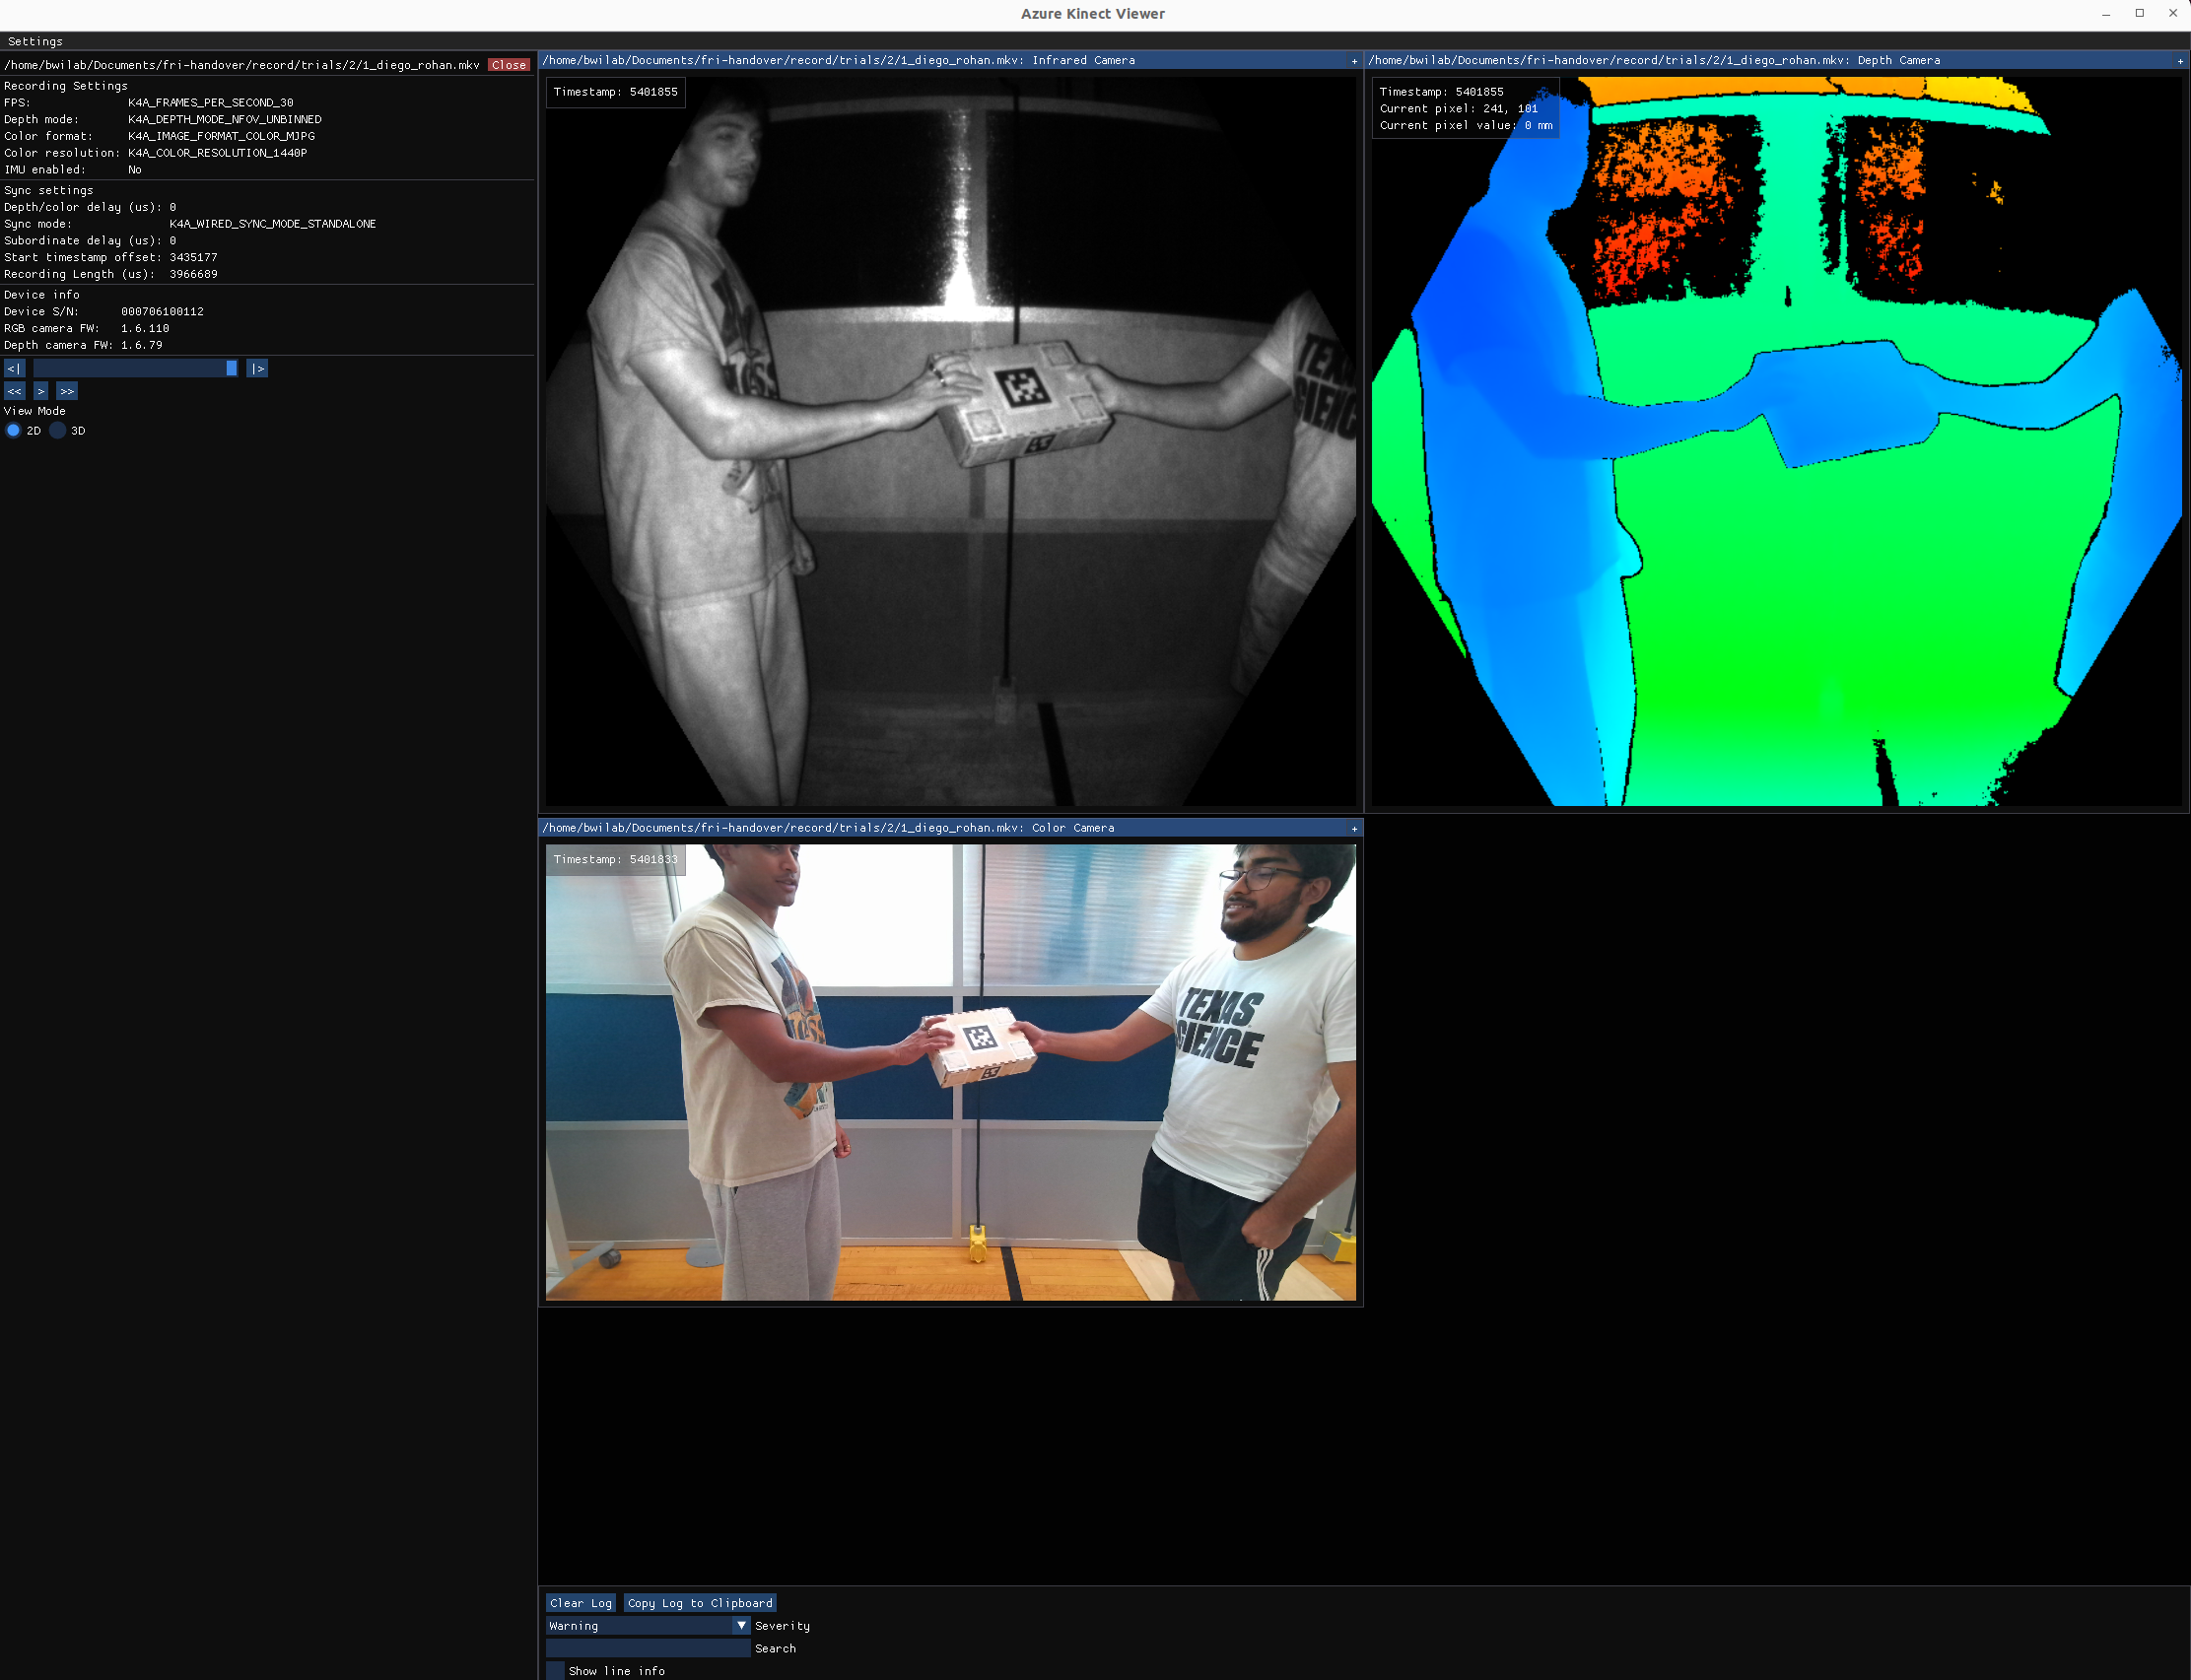 Azure Kinect Viewer
Settings
/home/bwilab/Documents/fri-handover/record/trials/2/1_diego_rohan.mkv Close
Recording Settings
FPS: K4A_FRAMES_PER_SECOND_30
Depth mode: K4A_DEPTH_MODE_NFOV_UNBINNED
Color format: K4A_IMAGE_FORMAT_COLOR_MJPG
Color resolution: K4A_COLOR_RESOLUTION_1440P
IMU enabled: No
Sync settings
Depth/color delay (us): 0
Sync mode: K4A_WIRED_SYNC_MODE_STANDALONE
Subordinate delay (us): 0
Start timestamp offset: 3435177
Recording Length (us): 3966689
Device info
Device S/N: 000706100112
RGB camera FW: 1.6.110
Depth camera FW: 1.6.79
<| |>
<< > >>
View Mode
2D 3D
/home/bwilab/Documents/fri-handover/record/trials/2/1_diego_rohan.mkv: Infrared Camera +
Timestamp: 5401855
TEXAS
SCIENCE
/home/bwilab/Documents/fri-handover/record/trials/2/1_diego_rohan.mkv: Depth Camera +
Timestamp: 5401855
Current pixel: 241, 101
Current pixel value: 0 mm
/home/bwilab/Documents/fri-handover/record/trials/2/1_diego_rohan.mkv: Color Camera +
Timestamp: 5401833
TEXAS
SCIENCE
Clear Log Copy Log to Clipboard
Warning Severity
Search
Show line info